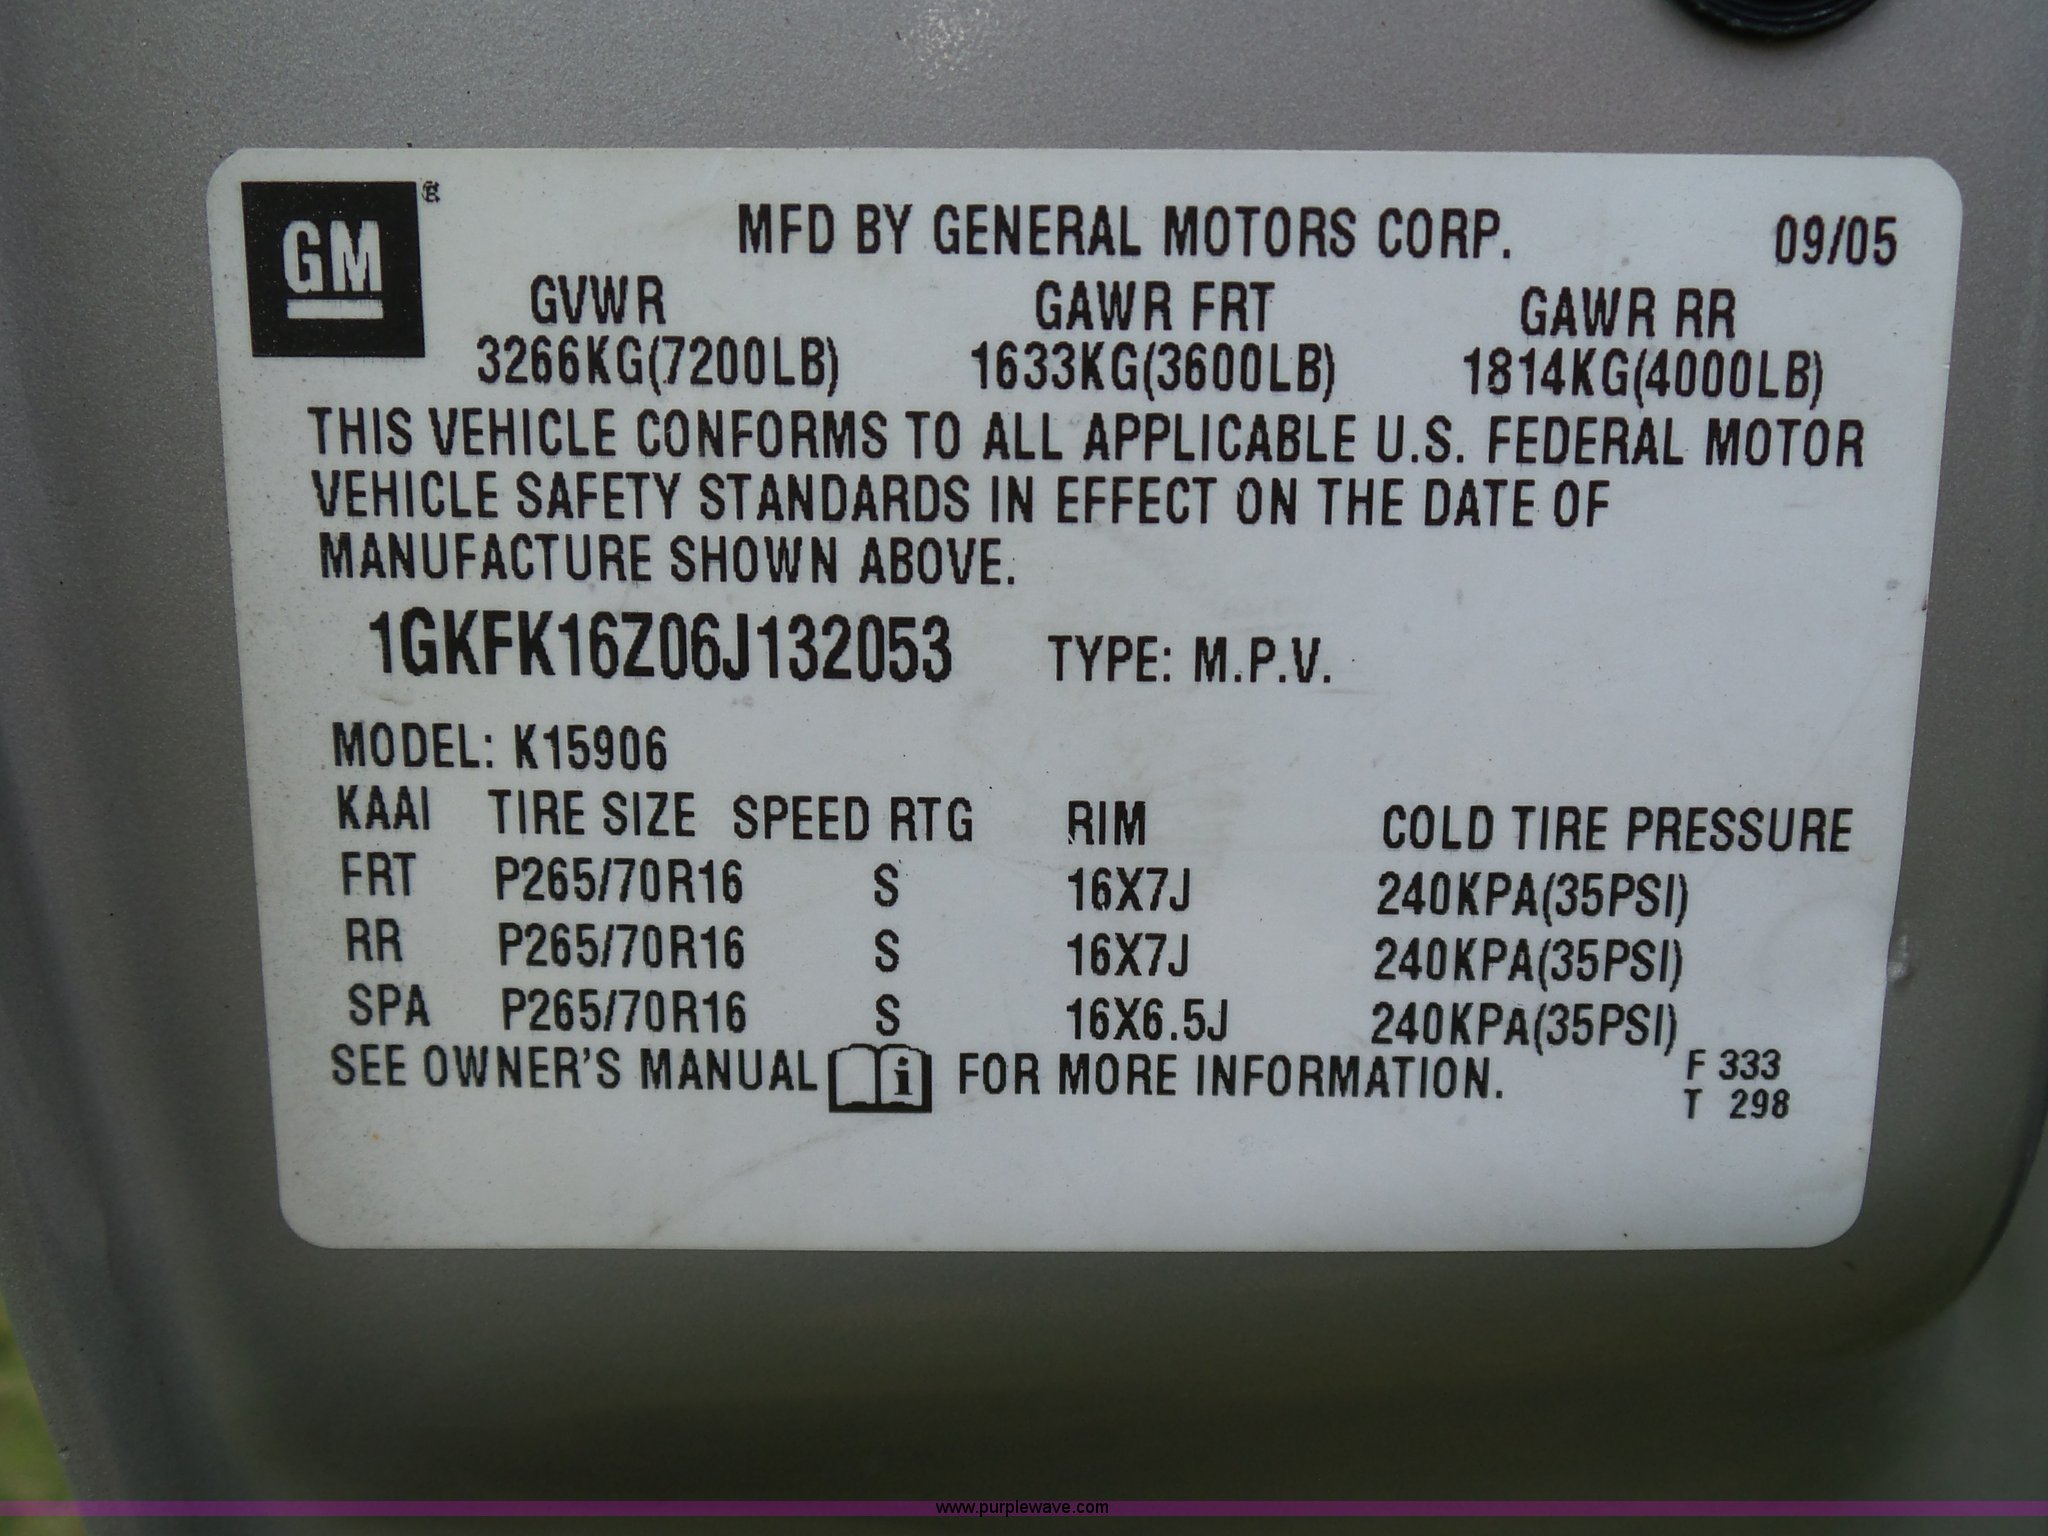 GM ®
MFD BY GENERAL MOTORS CORP. 09/05
GVWR GAWR FRT GAWR RR
3266KG(7200LB) 1633KG(3600LB) 1814KG(4000LB)
THIS VEHICLE CONFORMS TO ALL APPLICABLE U.S. FEDERAL MOTOR
VEHICLE SAFETY STANDARDS IN EFFECT ON THE DATE OF
MANUFACTURE SHOWN ABOVE.
1GKFK16Z06J132053 TYPE: M.P.V.
MODEL: K15906
KAAI TIRE SIZE SPEED RTG RIM COLD TIRE PRESSURE
FRT P265/70R16 S 16X7J 240KPA(35PSI)
RR P265/70R16 S 16X7J 240KPA(35PSI)
SPA P265/70R16 S 16X6.5J 240KPA(35PSI)
SEE OWNER'S MANUAL i FOR MORE INFORMATION. F 333
T 298
www.purplewave.com